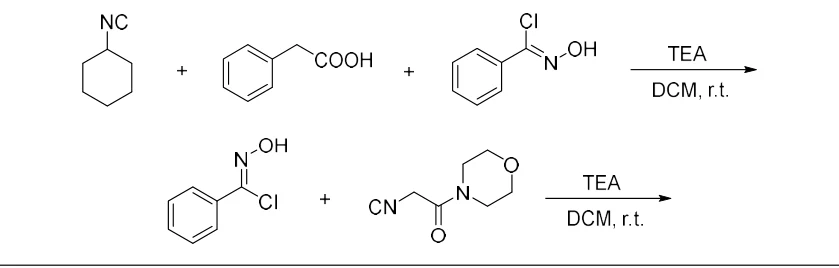 NC
+
COOH
+
Cl
N
OH
TEA
DCM, r.t.
N
OH
Cl
+
CN
O
N
O
TEA
DCM, r.t.